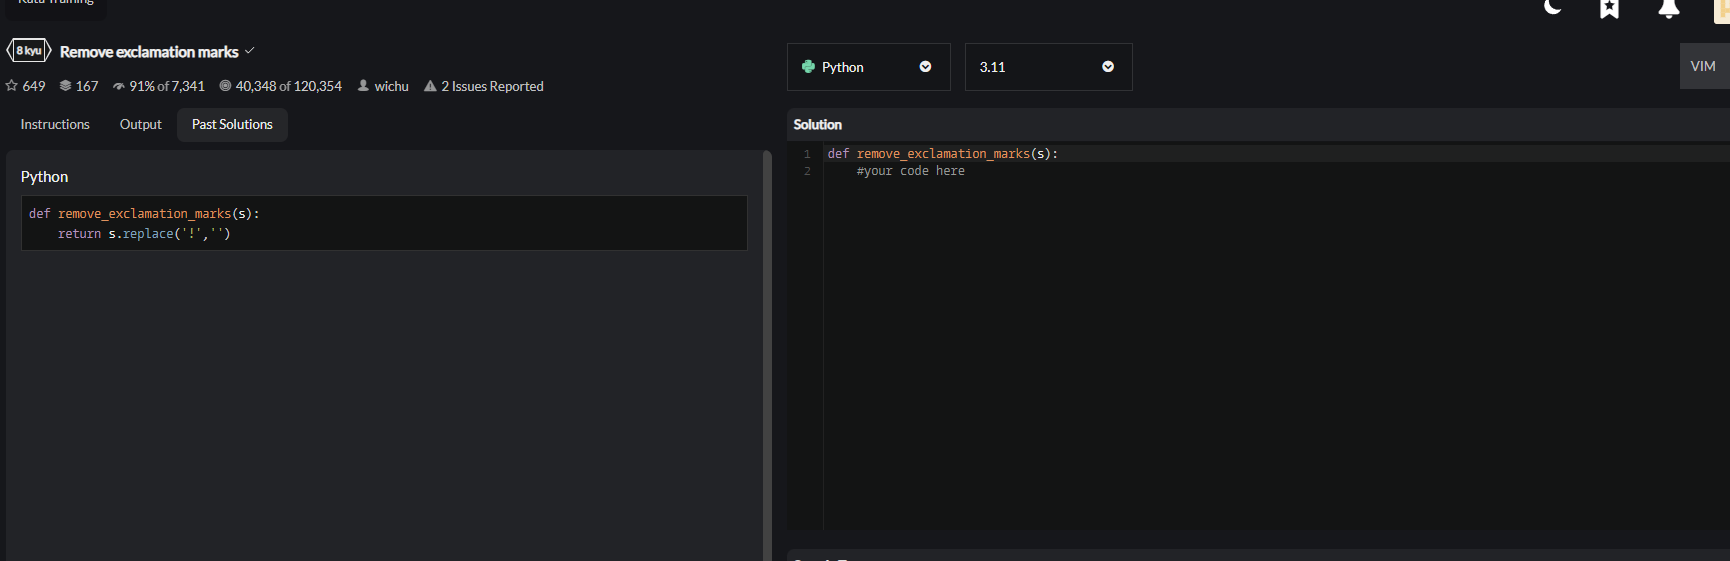 Kata Training
8 kyu Remove exclamation marks
649 167 91% of 7,341 40,348 of 120,354 wichu 2 Issues Reported
Instructions Output Past Solutions
Python
def remove_exclamation_marks(s):
return s.replace('!','')
Python 3.11 VIM
Solution
1 def remove_exclamation_marks(s):
2 #your code here